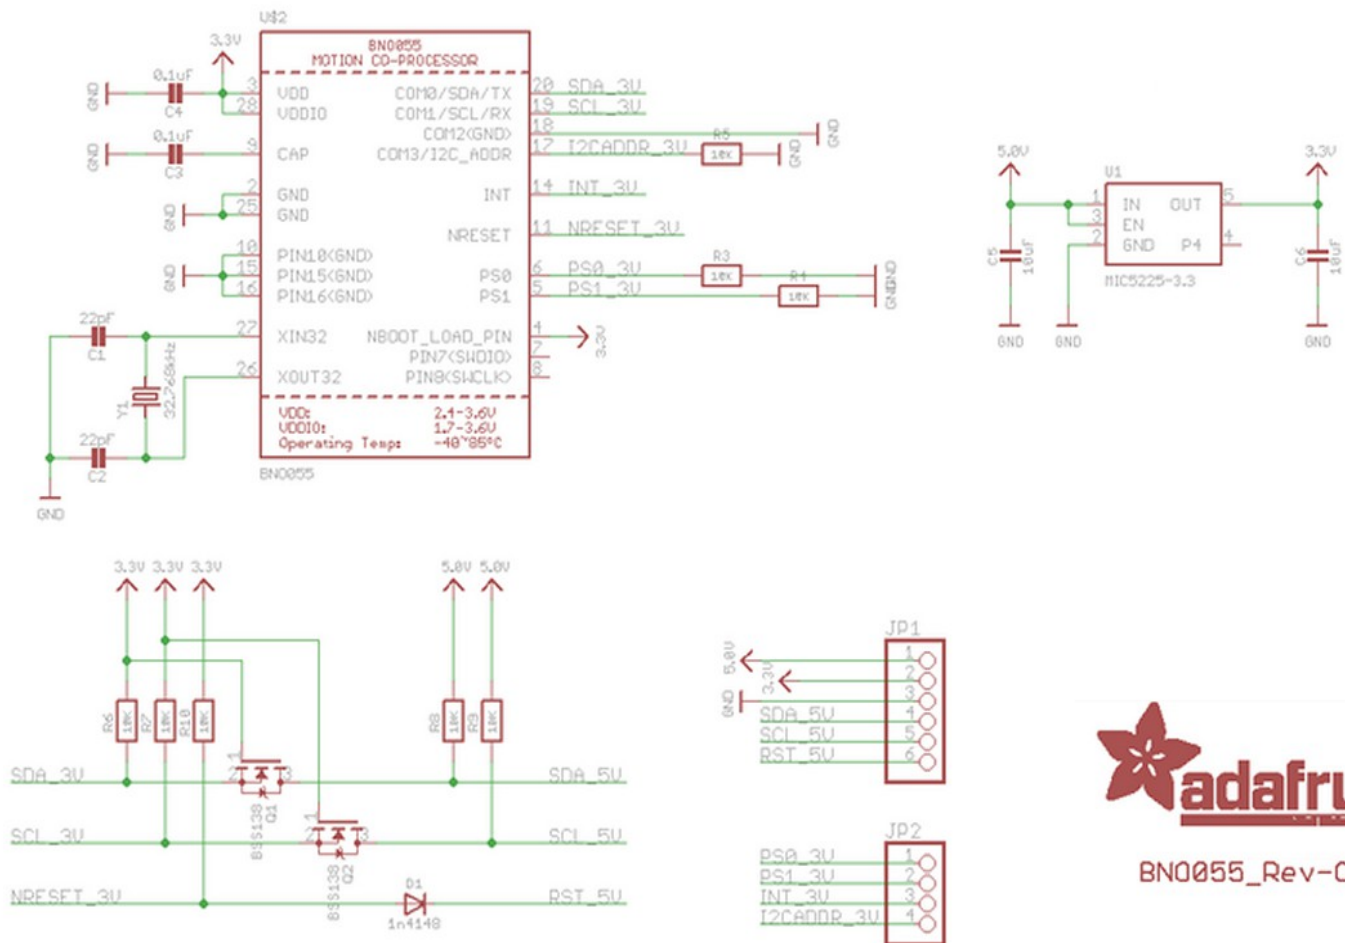 U$2
BNO055
MOTION CO-PROCESSOR
3.3V
0.1uF
GND
C4
3 VDD
28 VDDIO
COM0/SDA/TX 20 SDA_3V
COM1/SCL/RX 19 SCL_3V
COM2(GND) 18
GND
0.1uF
GND
C3
9 CAP
COM3/I2C_ADDR 17 I2CADDR_3V
R5
10K
GND
2 GND
25 GND
GND
INT 14 INT_3V
NRESET 11 NRESET_3V
10 PIN10(GND)
15 PIN15(GND)
16 PIN16(GND)
GND
PS0 6 PS0_3V
R3
10K
GND
PS1 5 PS1_3V
R4
10K
GND
22pF
C1
27 XIN32
NBOOT_LOAD_PIN 4
3.3V
PIN7(SWDIO) 7
PIN8(SWCLK) 8
26 XOUT32
Y1
32.768kHz
22pF
C2
GND
VDD: 2.4-3.6V
VDDIO: 1.7-3.6V
Operating Temp: -40~85°C
BNO055
5.0V
3.3V
U1
1 IN OUT 5
3 EN
2 GND P4 4
MIC5225-3.3
C5
10uF
C6
10uF
GND
GND
GND
3.3V 3.3V 3.3V
5.0V 5.0V
R6
10K
R7
10K
R10
10K
R8
10K
R9
10K
SDA_3V
1
2
3
BSS138
Q1
SDA_5V
SCL_3V
1
2
3
BSS138
Q2
SCL_5V
NRESET_3V
D1
1n4148
RST_5V
JP1
5.0V
1
3.3V
2
GND
3
SDA_5V 4
SCL_5V 5
RST_5V 6
JP2
PS0_3V 1
PS1_3V 2
INT_3V 3
I2CADDR_3V 4
adafru
BNO055_Rev-C